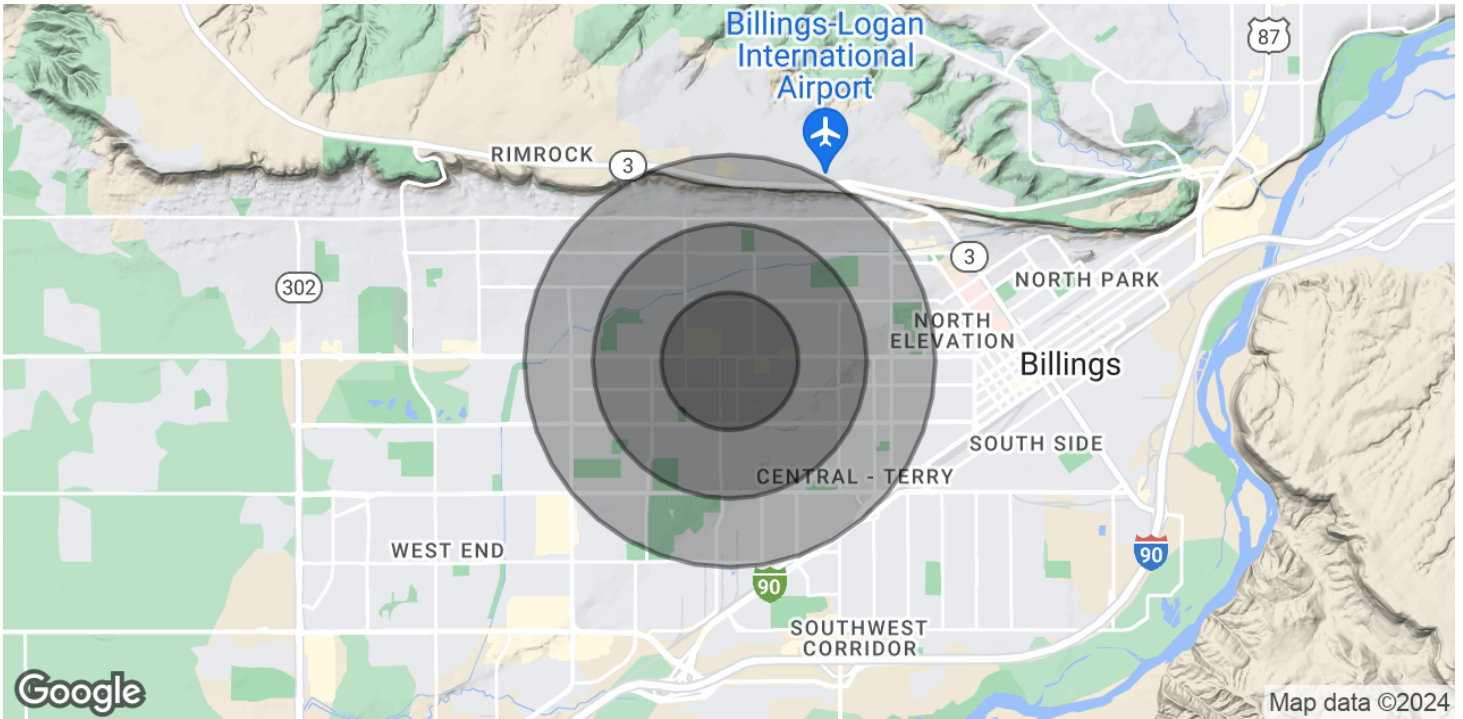 Billings-Logan
International
Airport
87
RIMROCK
3
3
302
NORTH PARK
NORTH
ELEVATION
Billings
SOUTH SIDE
CENTRAL - TERRY
WEST END
90
90
SOUTHWEST
CORRIDOR
Google
Map data ©2024